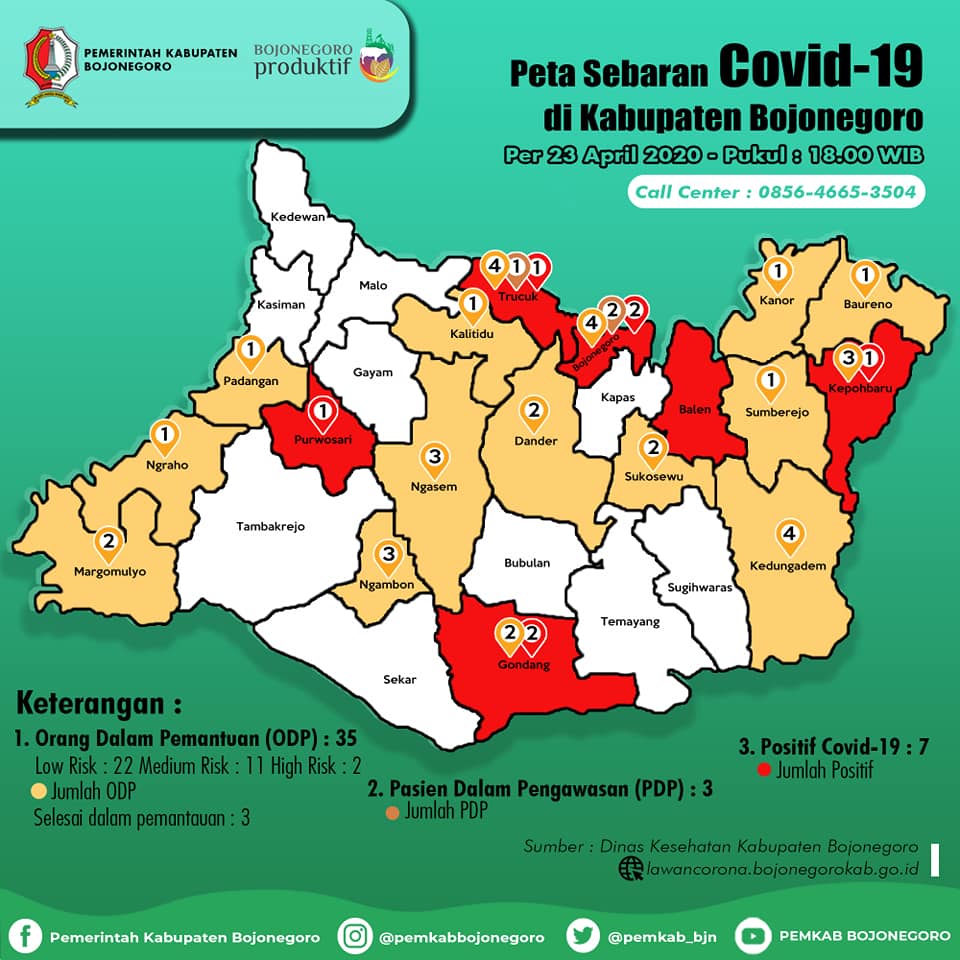 PEMERINTAH KABUPATEN
BOJONEGORO
BOJONEGORO
produktif
Peta Sebaran Covid-19
di Kabupaten Bojonegoro
Per 23 April 2020 - Pukul : 18.00 WIB
Call Center : 0856-4665-3504
Kedewan
Kasiman
Malo
4 1 1
Trucuk
1
Kalitidu
4 2 2
Bojonegoro
1
Kanor
1
Baureno
1
Padangan
Gayam
Kapas
Balen
1
Sumberejo
3 1
Kepohbaru
1
Purwosari
2
Dander
1
Ngraho
3
Ngasem
2
Sukosewu
Tambakrejo
2
Margomulyo
3
Ngambon
Bubulan
4
Kedungadem
Sugihwaras
Temayang
2 2
Gondang
Sekar
Keterangan :
1. Orang Dalam Pemantuan (ODP) : 35
Low Risk : 22 Medium Risk : 11 High Risk : 2
Jumlah ODP
Selesai dalam pemantauan : 3
2. Pasien Dalam Pengawasan (PDP) : 3
Jumlah PDP
3. Positif Covid-19 : 7
Jumlah Positif
Sumber : Dinas Kesehatan Kabupaten Bojonegoro
lawancorona.bojonegorokab.go.id
Pemerintah Kabupaten Bojonegoro
@pemkabbojonegoro
@pemkab_bjn
PEMKAB BOJONEGORO